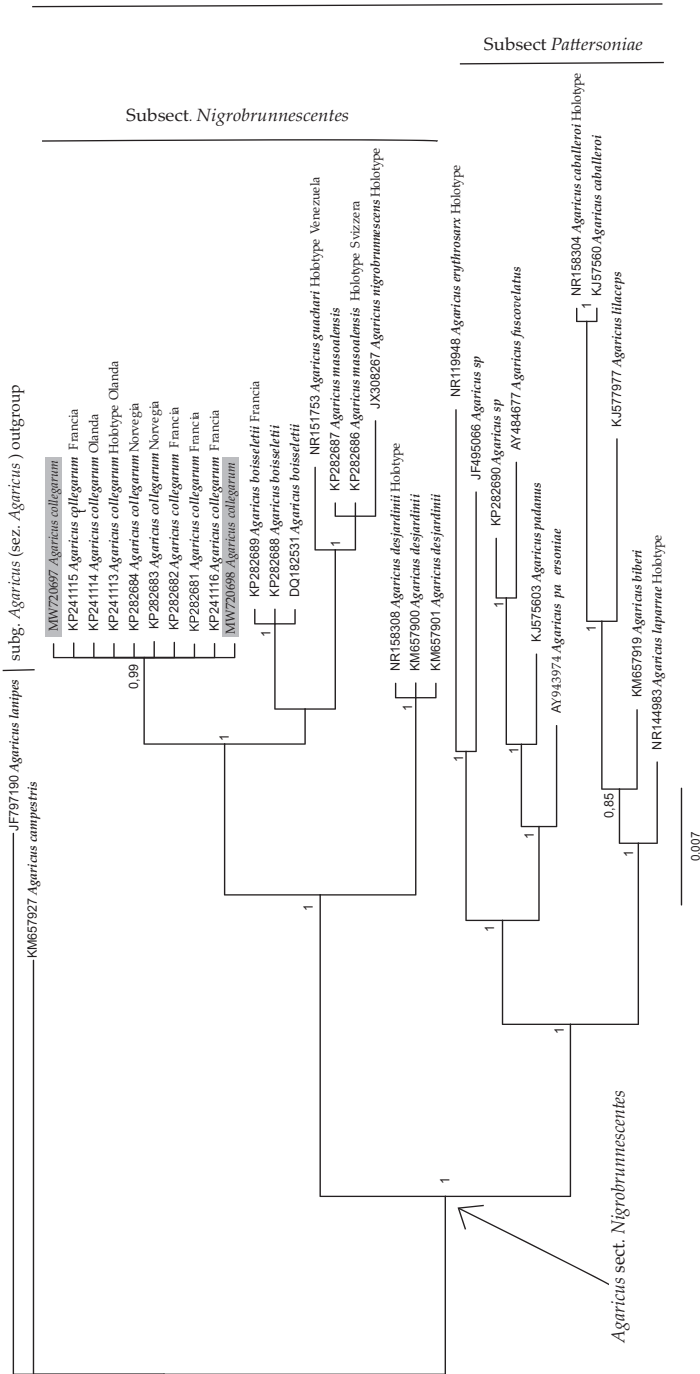 JF797190 Agaricus lanipes
KM657927 Agaricus campestris
subg. Agaricus (sez. Agaricus ) outgroup
MW720697 Agaricus collegarum
KP241115 Agaricus collegarum Francia
KP241114 Agaricus collegarum Olanda
KP241113 Agaricus collegarum Holotype Olanda
KP282684 Agaricus collegarum Norvegia
KP282683 Agaricus collegarum Norvegia
KP282682 Agaricus collegarum Francia
KP282681 Agaricus collegarum Francia
KP241116 Agaricus collegarum Francia
MW720698 Agaricus collegarum
0,99
KP282689 Agaricus boisseletii Francia
KP282688 Agaricus boisseletii
DQ182531 Agaricus boisseletii
1
1
NR151753 Agaricus guachari Holotype Venezuela
KP282687 Agaricus masoalensis
KP282686 Agaricus masoalensis Holotype Svizzera
JX308267 Agaricus nigrobrunnescens Holotype
1
1
NR158308 Agaricus desjardinii Holotype
KM657900 Agaricus desjardinii
KM657901 Agaricus desjardinii
1
Subsect. Nigrobrunnescentes
NR119948 Agaricus erythrosarx Holotype
JF495066 Agaricus sp
1
KP282690 Agaricus sp
AY484677 Agaricus fuscovelatus
1
KJ575603 Agaricus padanus
1
AY943974 Agaricus pa ersoniae
1
1
1
NR158304 Agaricus caballeroi Holotype
KJ57560 Agaricus caballeroi
1
KJ577977 Agaricus lilaceps
1
KM657919 Agaricus biberi
0,85
NR144983 Agaricus laparrae Holotype
1
1
Subsect Pattersoniae
Agaricus sect. Nigrobrunnescentes
0.007